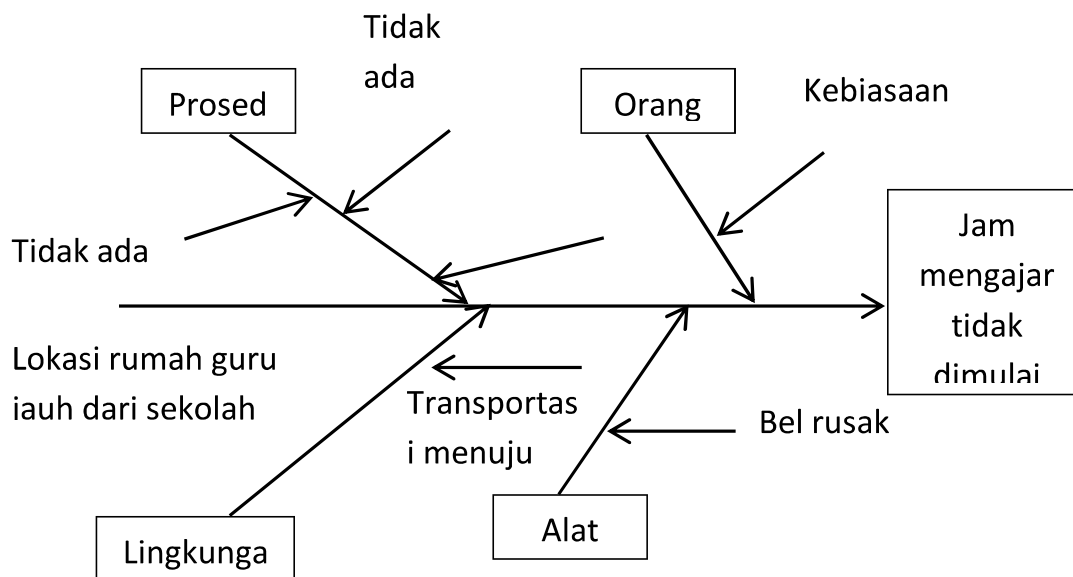 Tidak
ada
Prosed
Orang
Kebiasaan
Tidak ada
Jam
mengajar
tidak
dimulai
Lokasi rumah guru
jauh dari sekolah
Transportas
i menuju
Bel rusak
Alat
Lingkunga